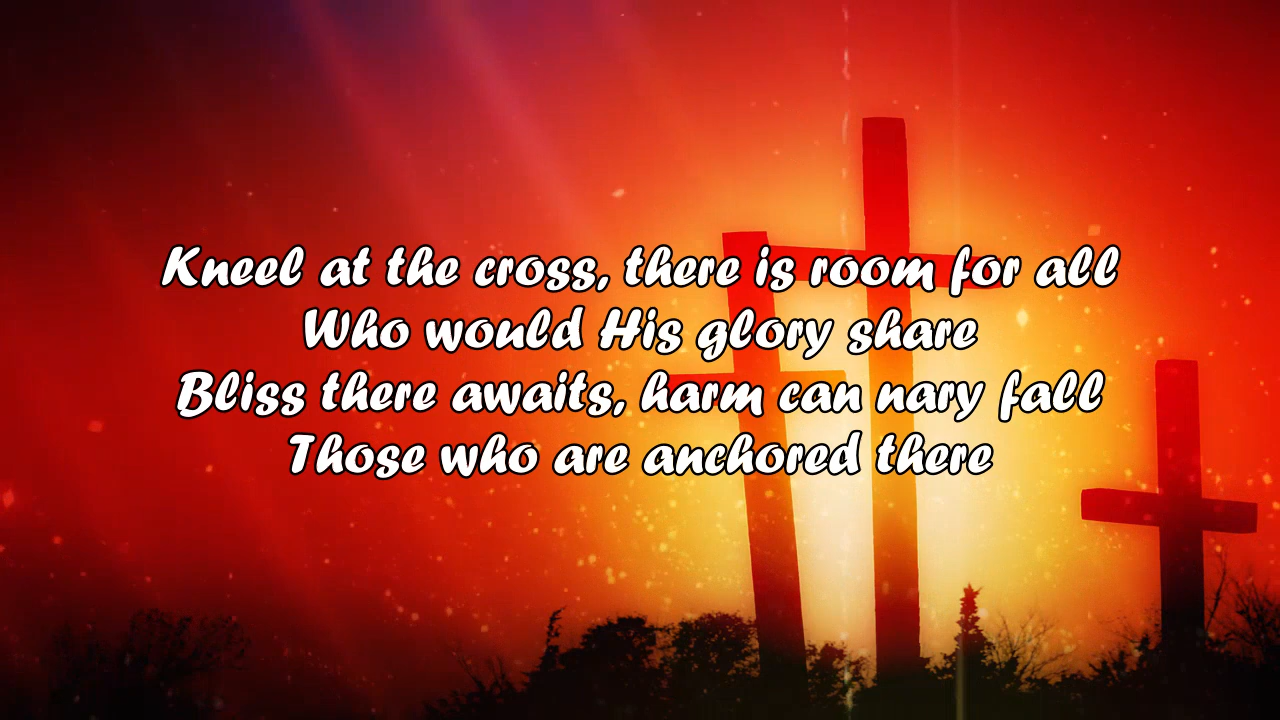 Kneel at the cross, there is room for all
Who would His glory share
Bliss there awaits, harm can nary fall
Those who are anchored there